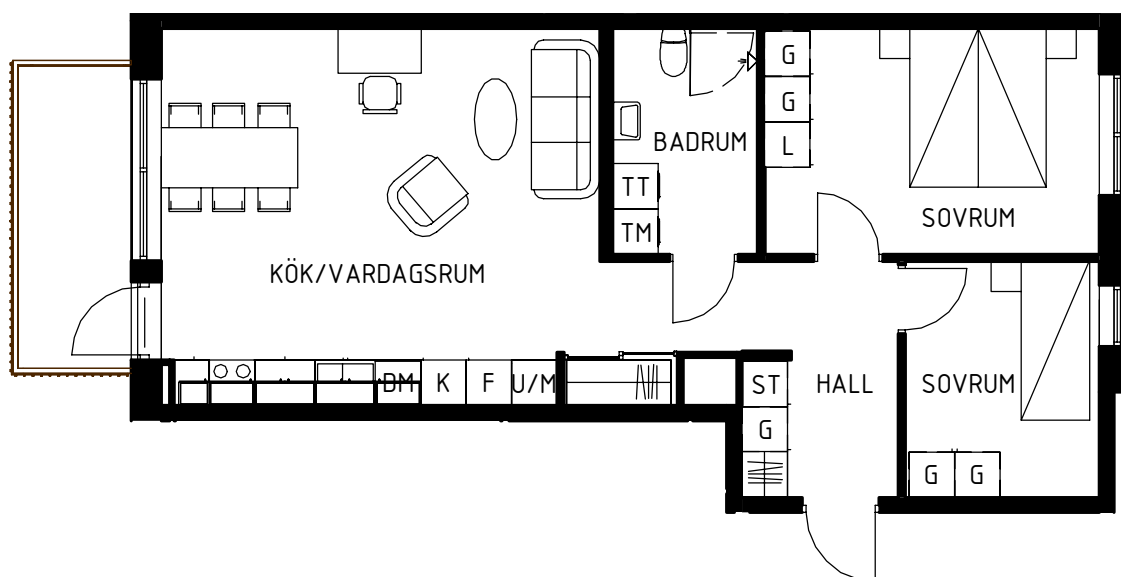 G
G
L
BADRUM
TT
TM
SOVRUM
KÖK/VARDAGSRUM
DM K F U/M
ST
G
HALL
SOVRUM
G G